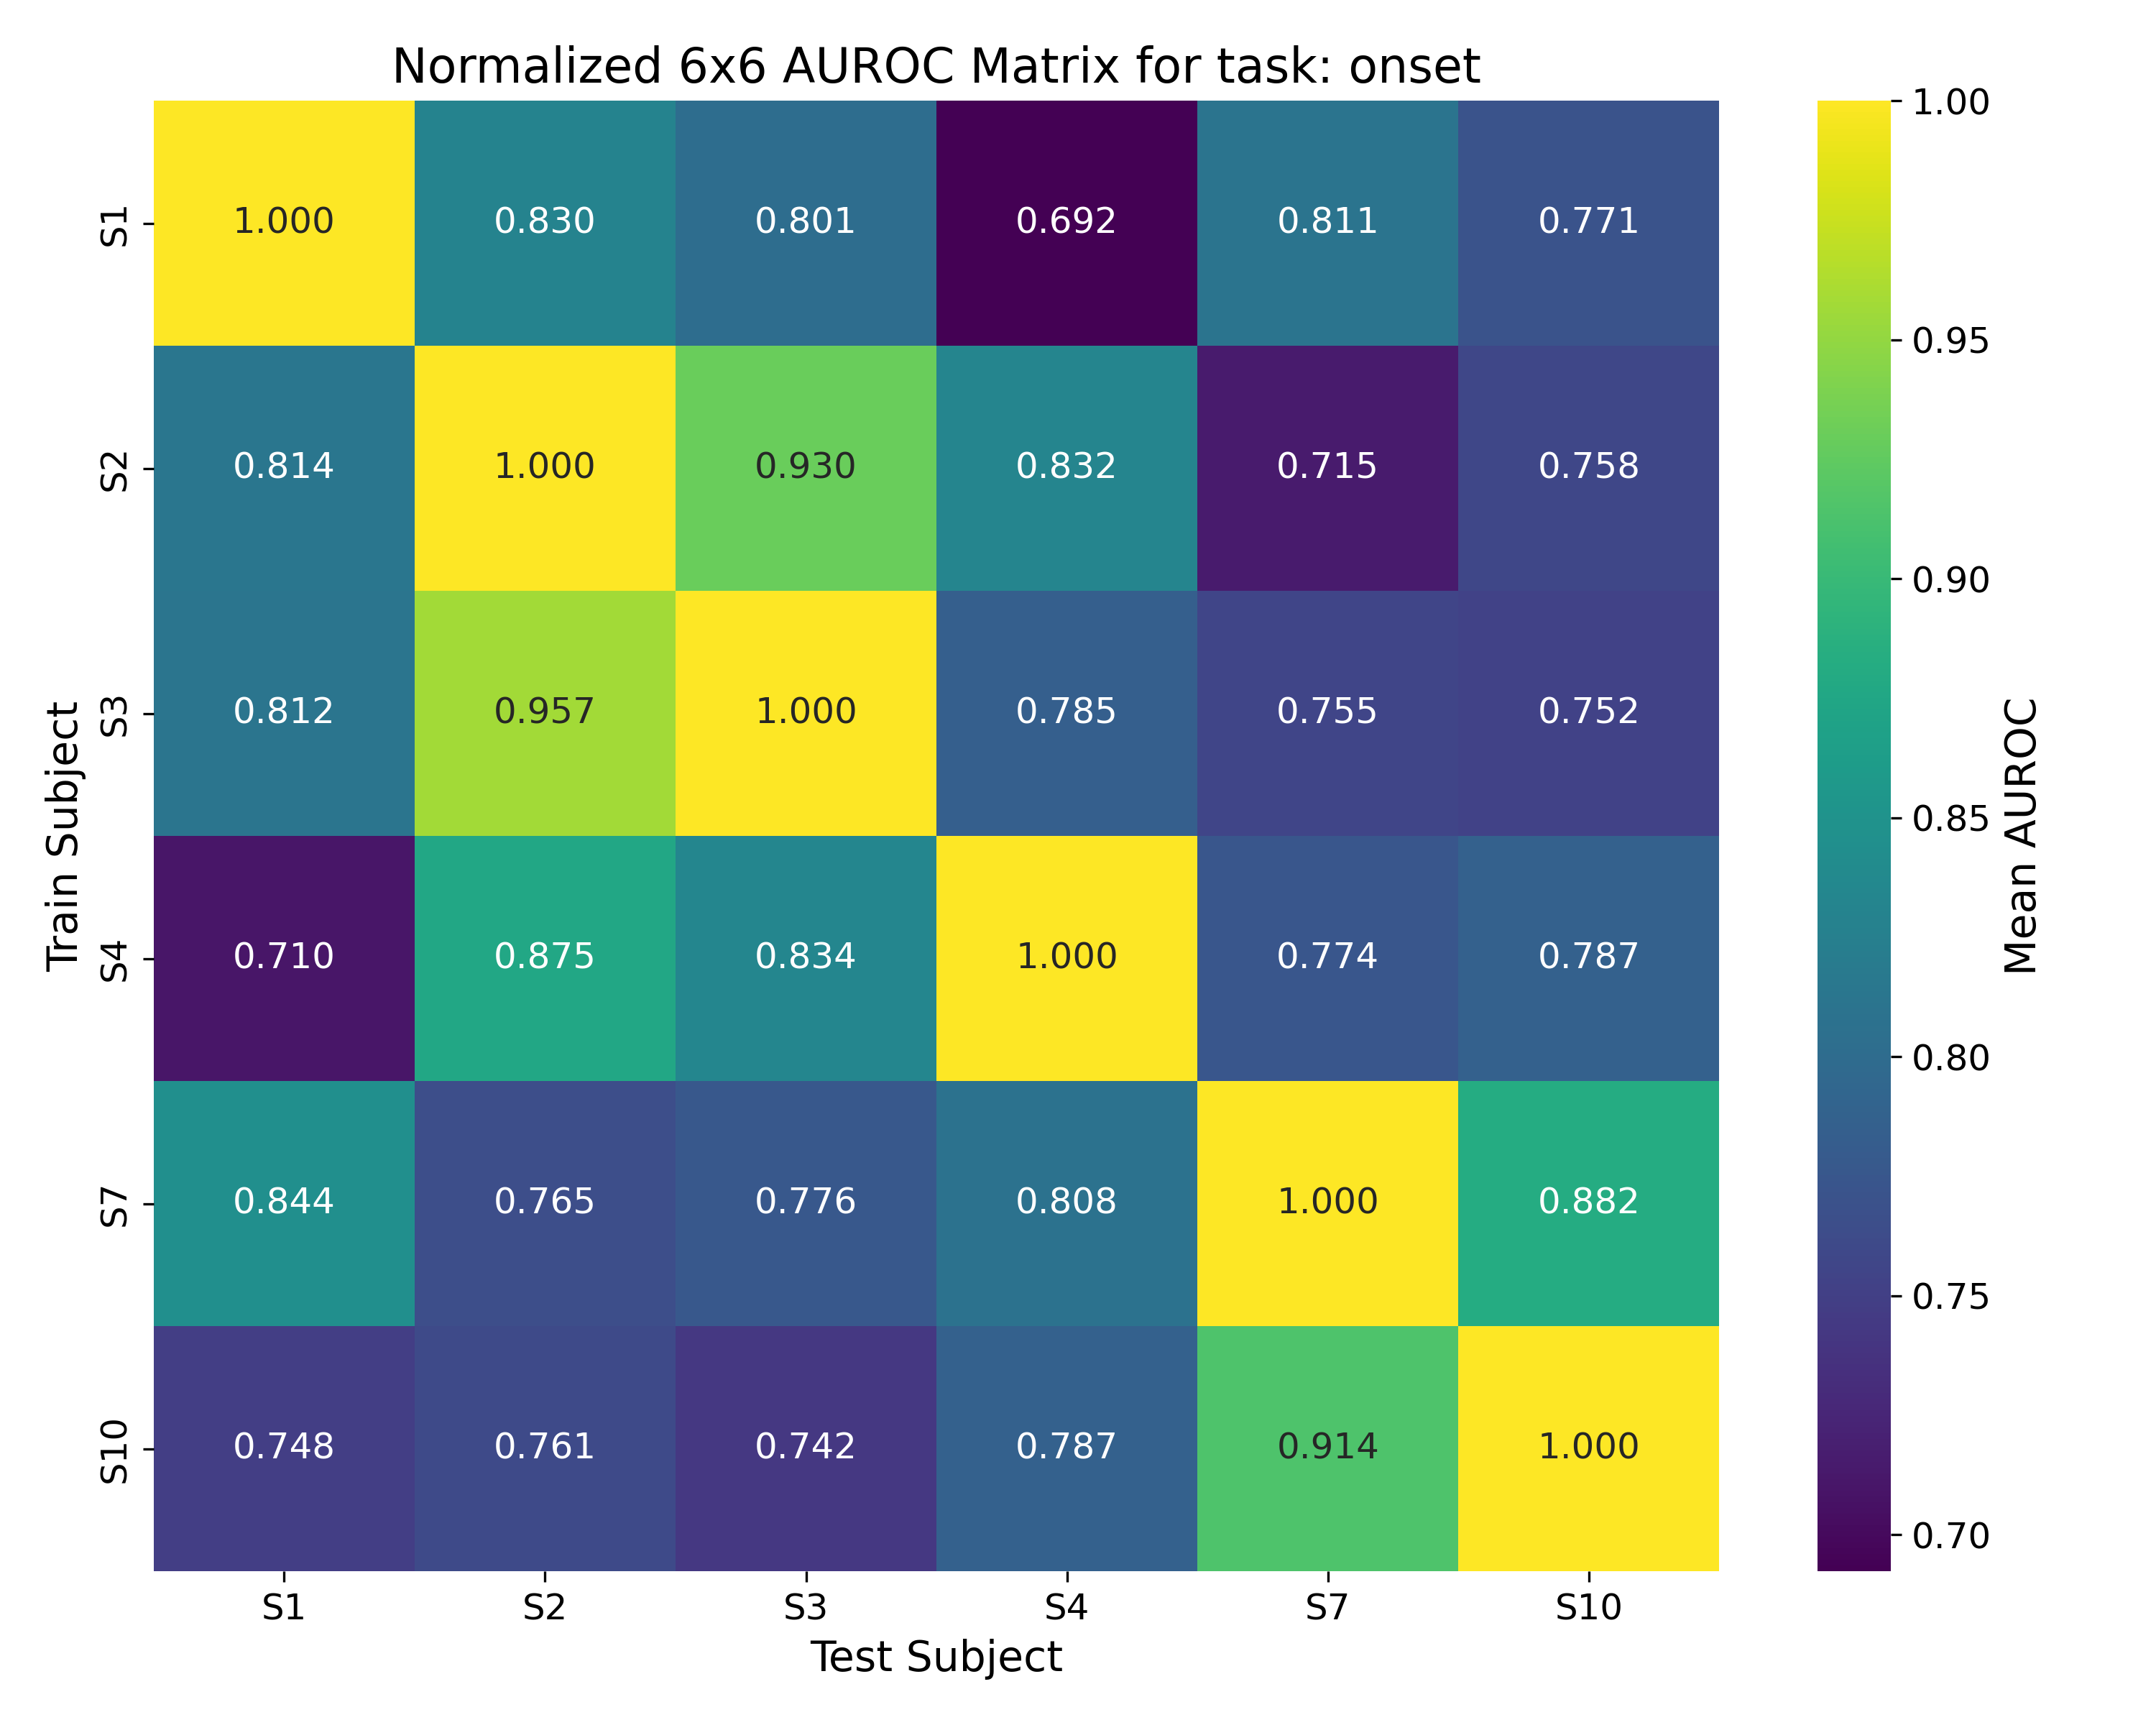 Normalized 6x6 AUROC Matrix for task: onset
S1 1.000 0.830 0.801 0.692 0.811 0.771
S2 0.814 1.000 0.930 0.832 0.715 0.758
S3 0.812 0.957 1.000 0.785 0.755 0.752
S4 0.710 0.875 0.834 1.000 0.774 0.787
S7 0.844 0.765 0.776 0.808 1.000 0.882
S10 0.748 0.761 0.742 0.787 0.914 1.000
S1 S2 S3 S4 S7 S10
Test Subject
Train Subject
1.00
0.95
0.90
0.85
0.80
0.75
0.70
Mean AUROC